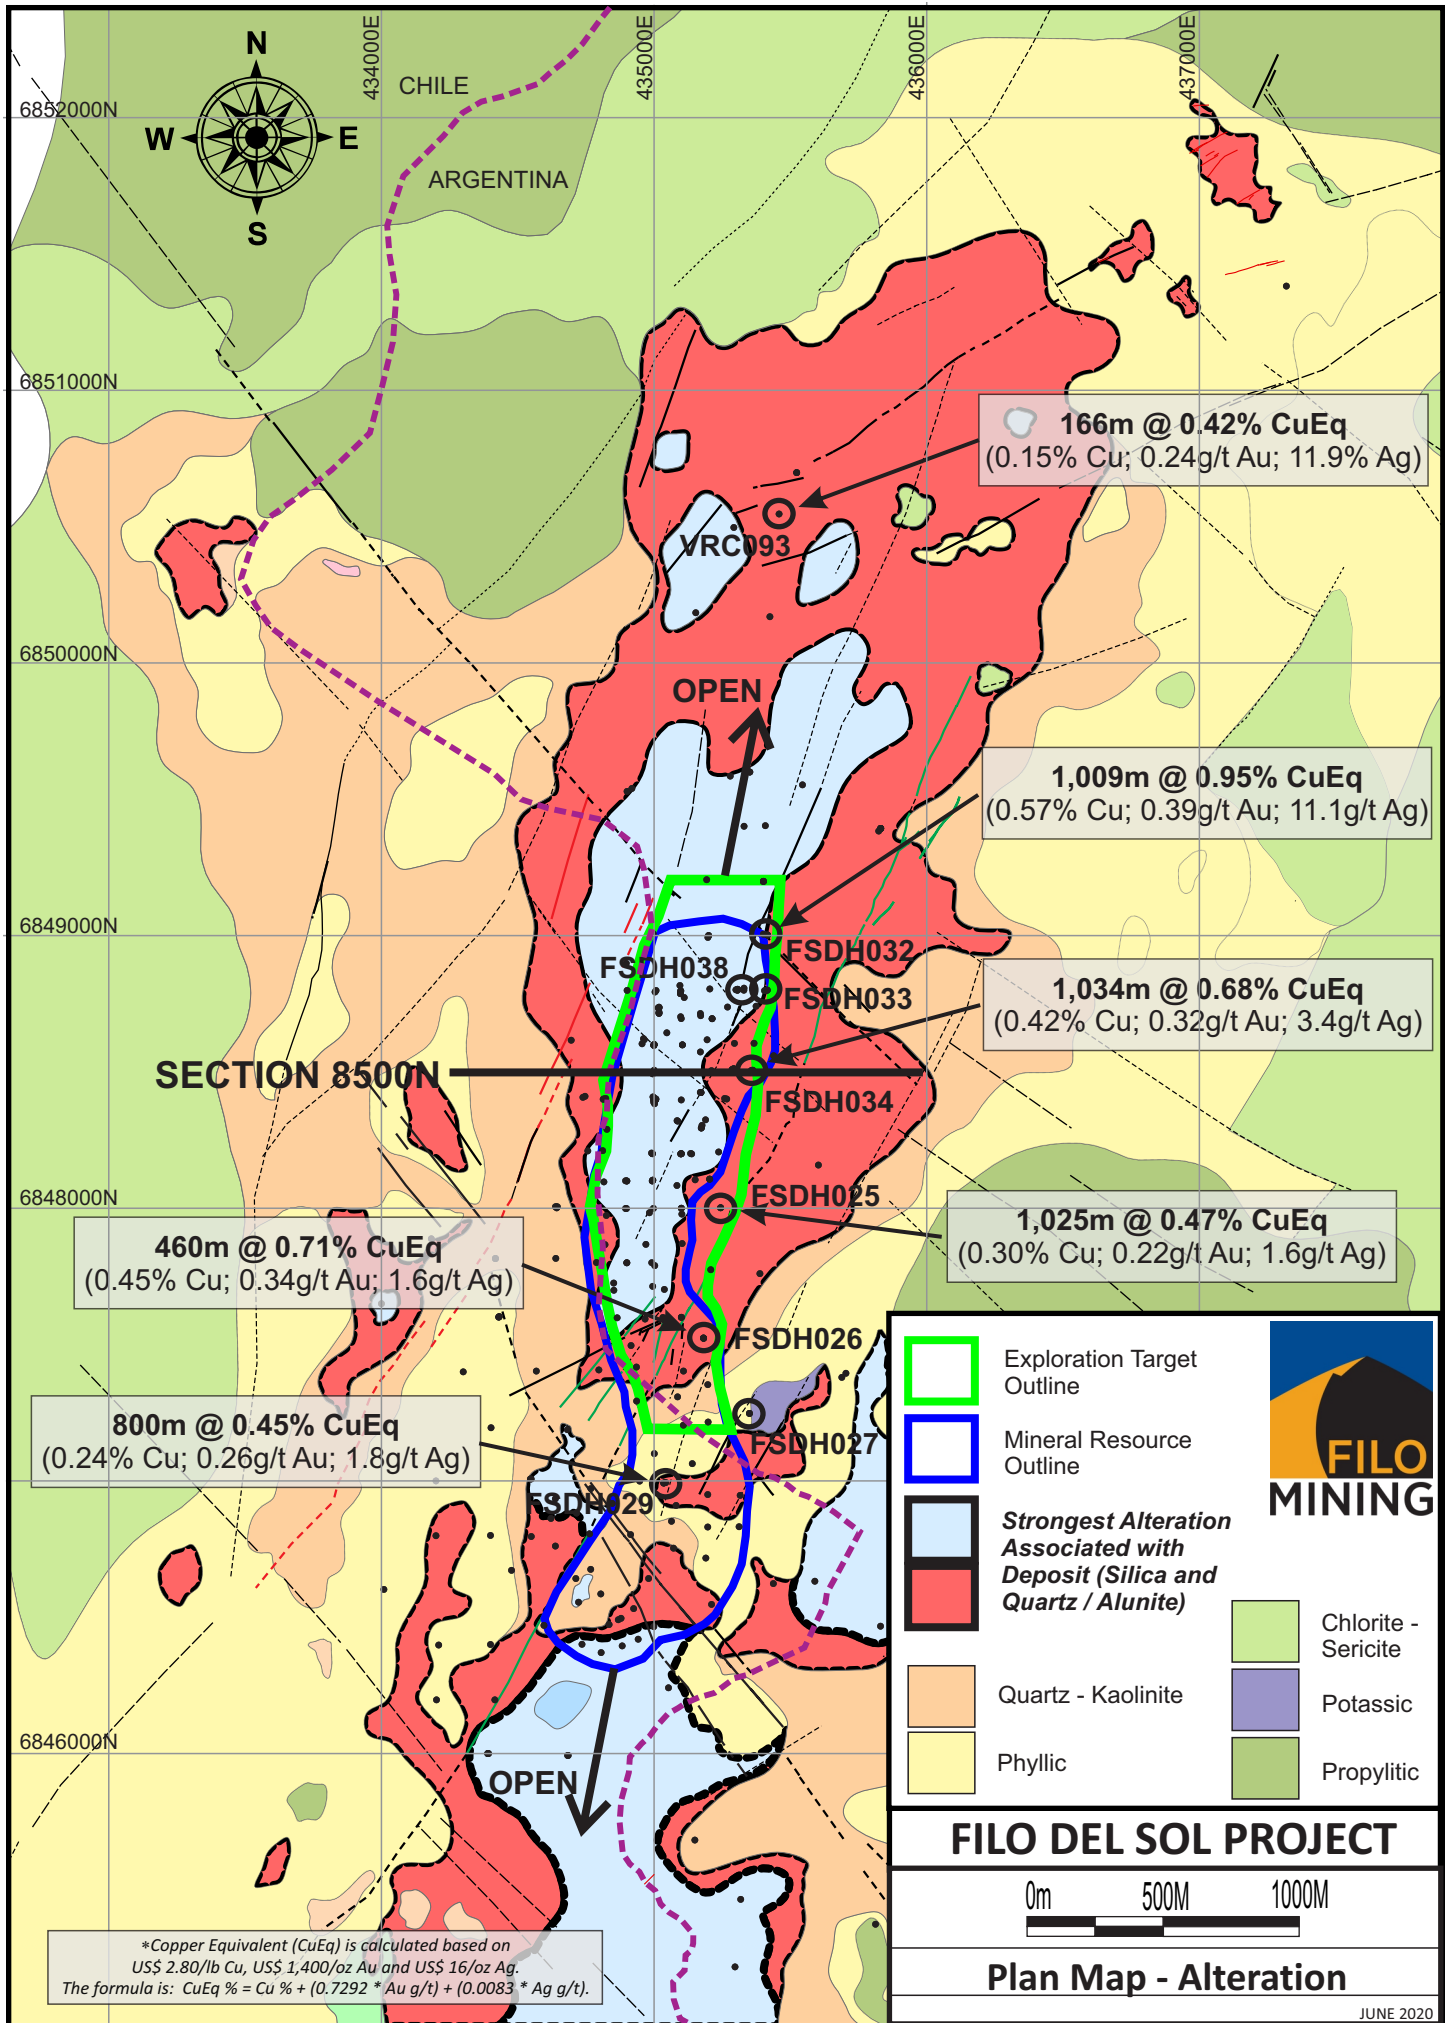 434000E
435000E
436000E
437000E
N
W
E
S
CHILE
ARGENTINA
6852000N
6851000N
166m @ 0.42% CuEq
(0.15% Cu; 0.24g/t Au; 11.9% Ag)
VRC093
6850000N
OPEN
1,009m @ 0.95% CuEq
(0.57% Cu; 0.39g/t Au; 11.1g/t Ag)
6849000N
FSDH032
FSDH038
FSDH033
1,034m @ 0.68% CuEq
(0.42% Cu; 0.32g/t Au; 3.4g/t Ag)
SECTION 8500N
FSDH034
6848000N
FSDH025
1,025m @ 0.47% CuEq
(0.30% Cu; 0.22g/t Au; 1.6g/t Ag)
460m @ 0.71% CuEq
(0.45% Cu; 0.34g/t Au; 1.6g/t Ag)
FSDH026
800m @ 0.45% CuEq
(0.24% Cu; 0.26g/t Au; 1.8g/t Ag)
FSDH027
FSDH029
6846000N
OPEN
Exploration Target
Outline
Mineral Resource
Outline
Strongest Alteration
Associated with
Deposit (Silica and
Quartz / Alunite)
Quartz - Kaolinite
Phyllic
Chlorite -
Sericite
Potassic
Propylitic
FILO
MINING
FILO DEL SOL PROJECT
0m
500M
1000M
Plan Map - Alteration
JUNE 2020
*Copper Equivalent (CuEq) is calculated based on
US$ 2.80/lb Cu, US$ 1,400/oz Au and US$ 16/oz Ag.
The formula is: CuEq % = Cu % + (0.7292 * Au g/t) + (0.0083 * Ag g/t).